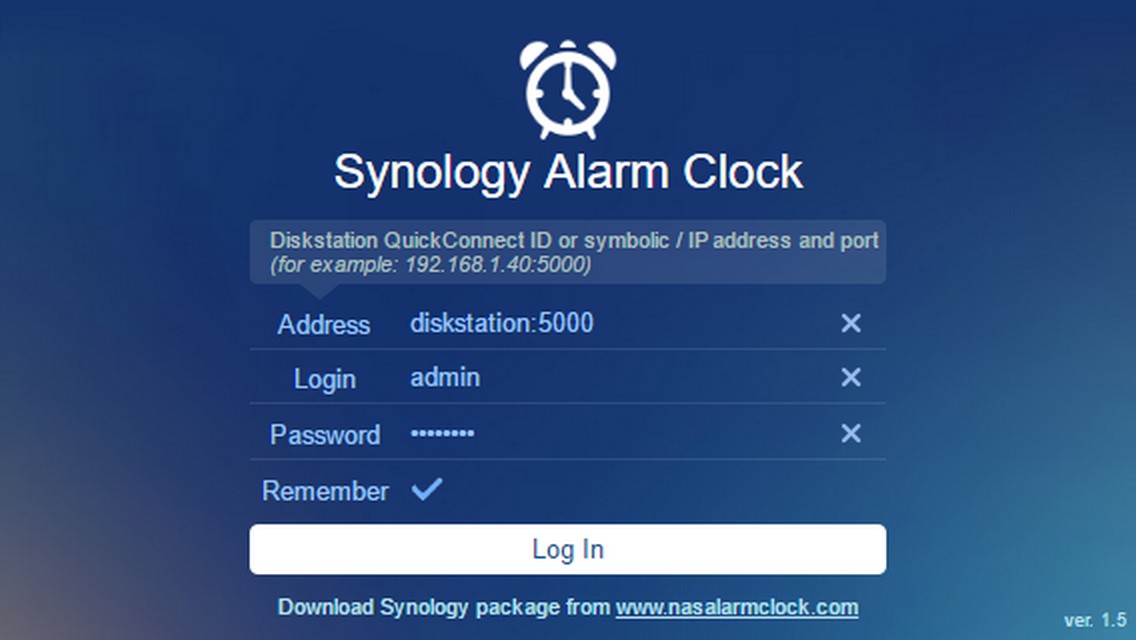 Synology Alarm Clock
Diskstation QuickConnect ID or symbolic / IP address and port
(for example: 192.168.1.40:5000)
Address diskstation:5000
Login admin
Password ••••••••
Remember
Log In
Download Synology package from www.nasalarmclock.com
ver. 1.5